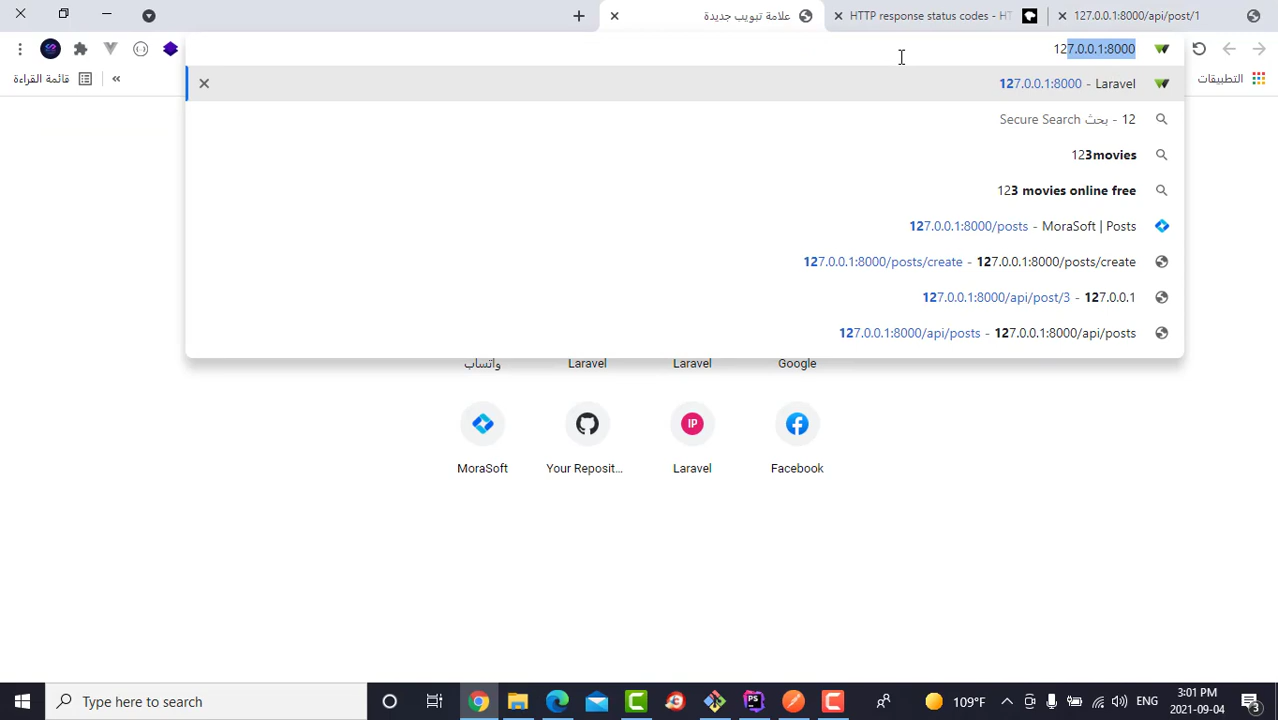 علامة تبويب جديدة
HTTP response status codes - HT
127.0.0.1:8000/api/post/1
127.0.0.1:8000
قائمة القراءة
»
التطبيقات
127.0.0.1:8000 - Laravel
12 - بحث Secure Search
123movies
123 movies online free
127.0.0.1:8000/posts - MoraSoft | Posts
127.0.0.1:8000/posts/create - 127.0.0.1:8000/posts/create
127.0.0.1:8000/api/post/3 - 127.0.0.1
127.0.0.1:8000/api/posts - 127.0.0.1:8000/api/posts
واتساب
Laravel
Laravel
Google
IP
MoraSoft
Your Reposit...
Laravel
Facebook
Type here to search
PS
109°F
ENG
3:01 PM
2021-09-04
3